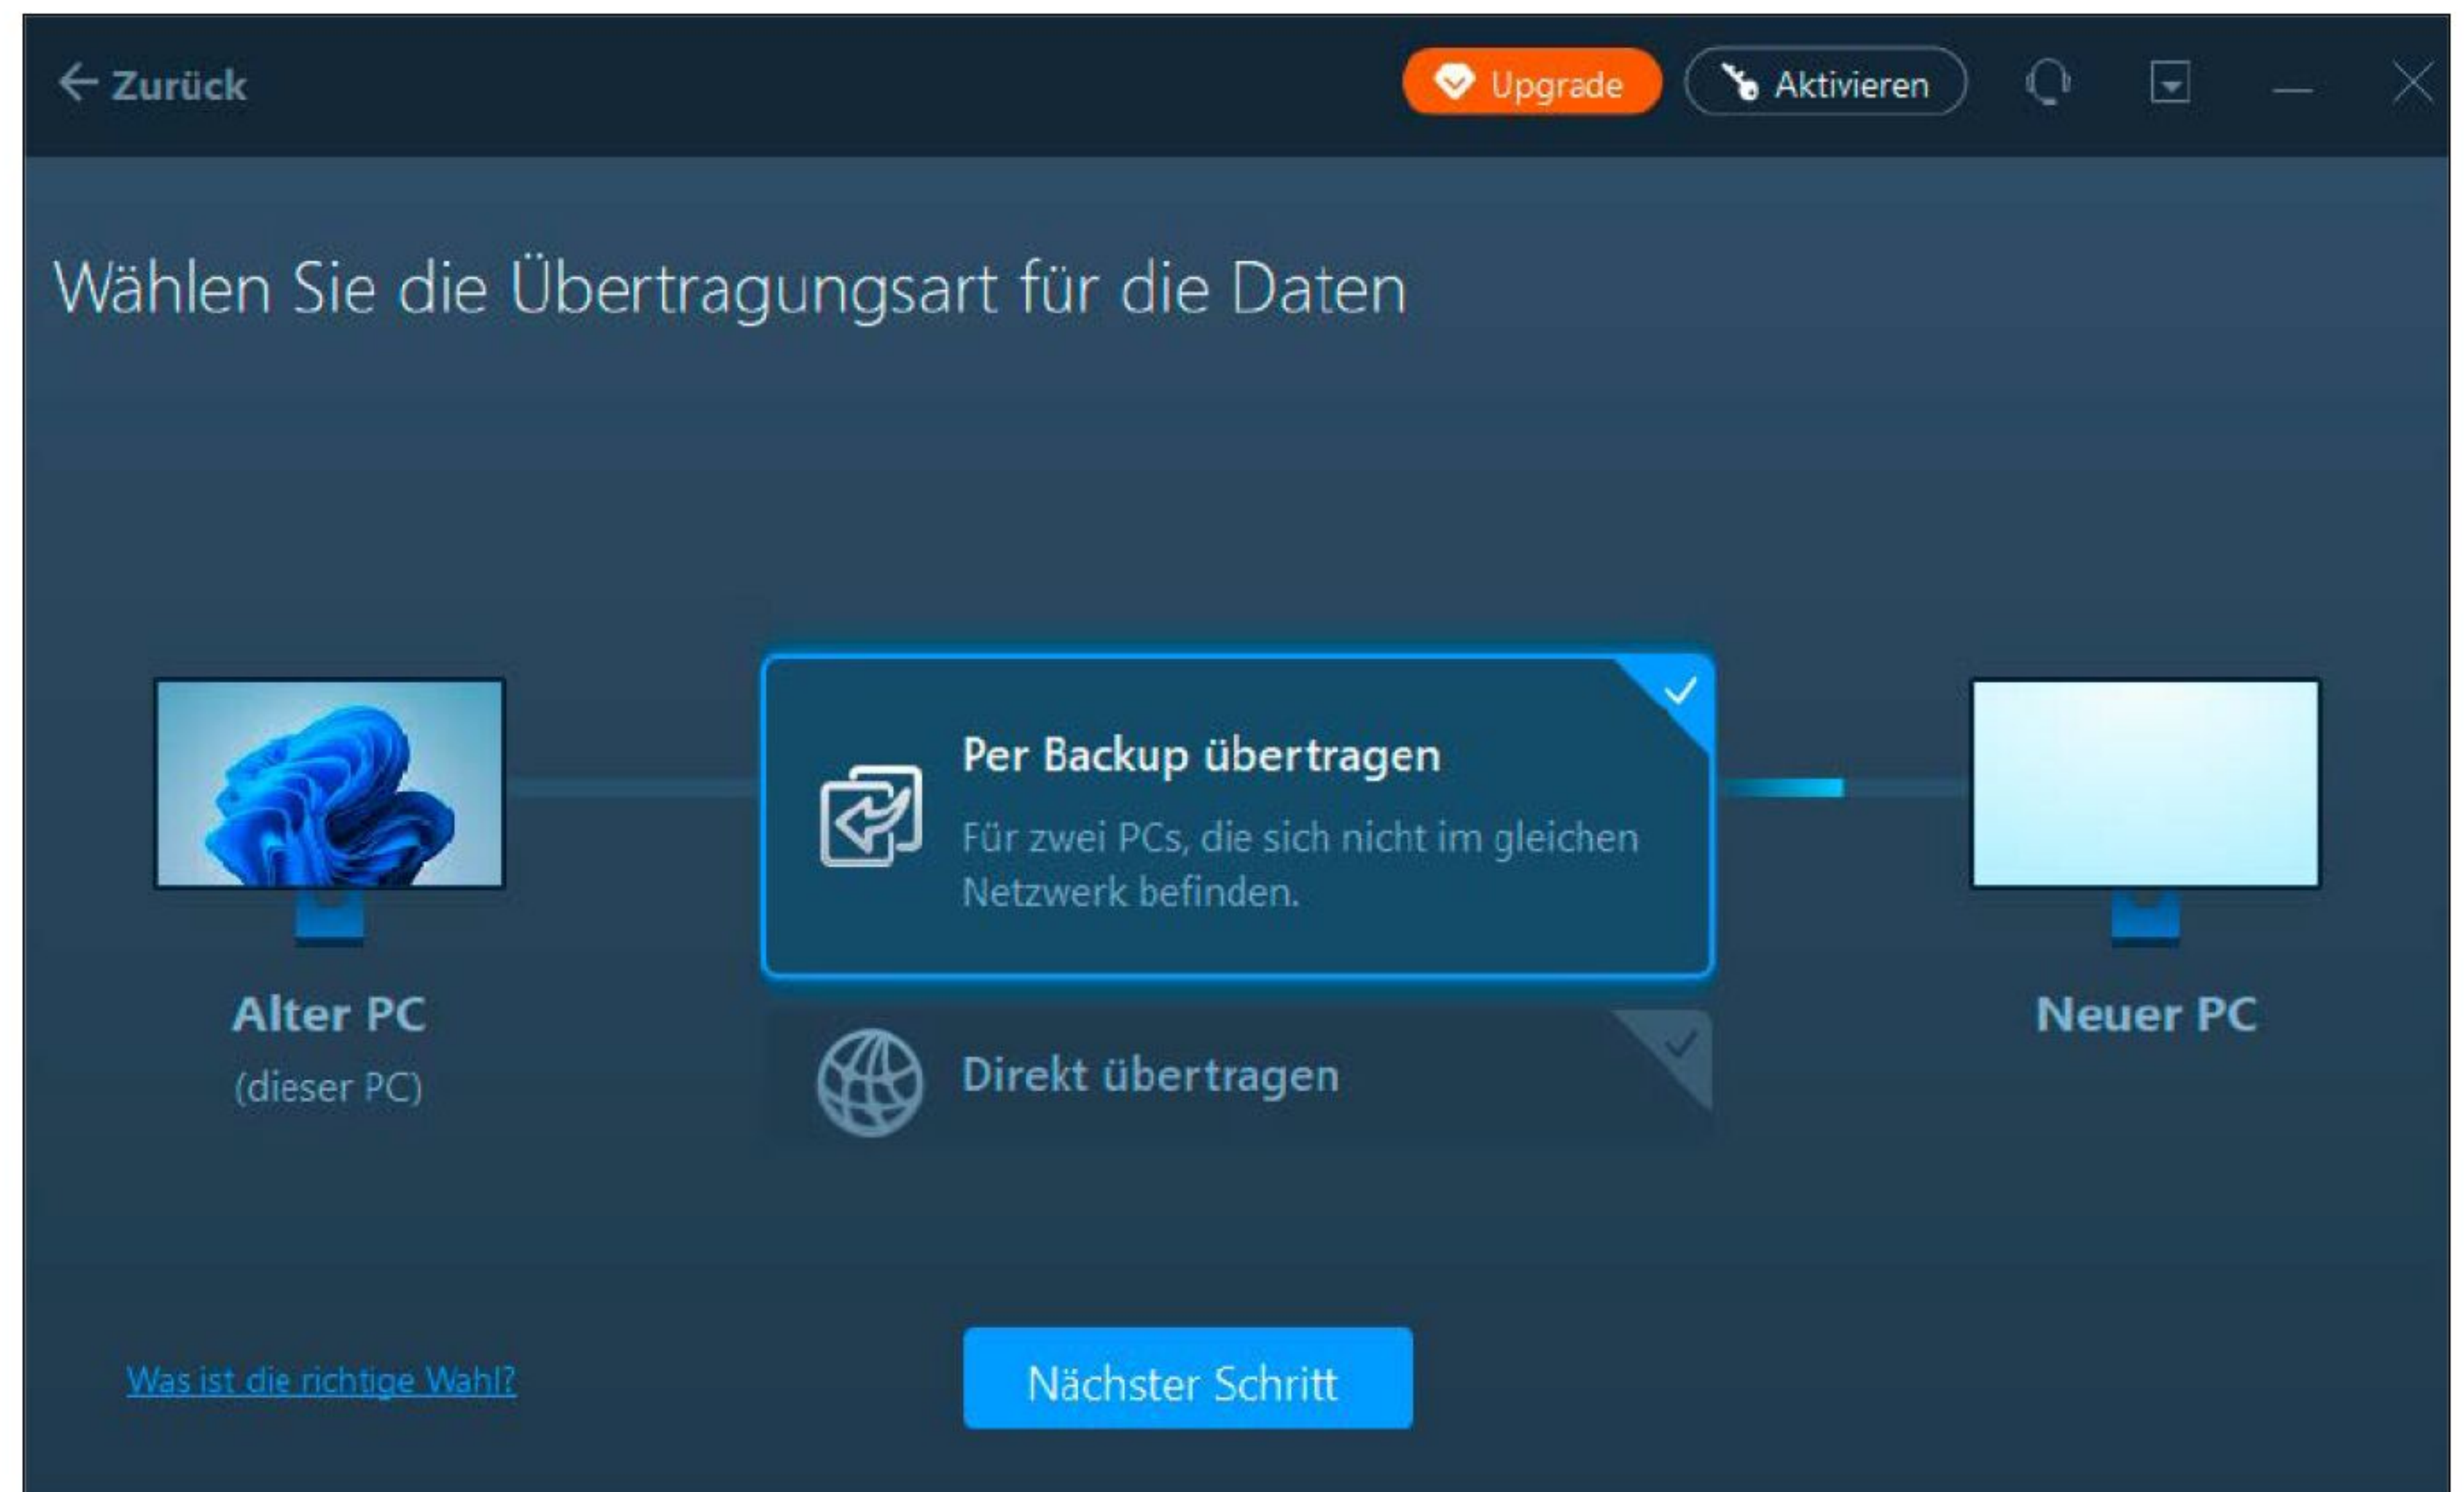 Zurück
Upgrade
Aktivieren
Wählen Sie die Übertragungsart für die Daten
Per Backup übertragen
Für zwei PCs, die sich nicht im gleichen
Netzwerk befinden.
Alter PC
(dieser PC)
Neuer PC
Direkt übertragen
Was ist die richtige Wahl?
Nächster Schritt